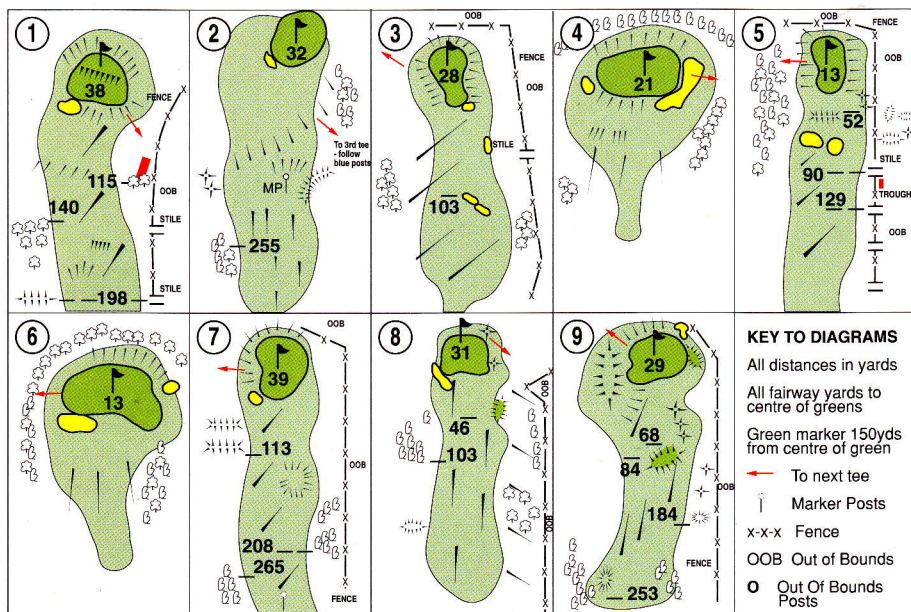 1
38
FENCE
115
OOB
140
STILE
198
STILE
2
32
To 3rd tee
- follow
blue posts
MP
255
3
OOB
28
OOB
STILE
103
4
21
5
OOB
FENCE
13
OOB
52
STILE
90
TROUGH
129
OOB
6
13
7
OOB
39
113
OOB
208
265
FENCE
8
31
OOB
46
103
OOB
9
29
68
84
OOB
184
FENCE
253
KEY TO DIAGRAMS
All distances in yards
All fairway yards to
centre of greens
Green marker 150yds
from centre of green
To next tee
Marker Posts
x-x-x Fence
OOB Out of Bounds
O Out Of Bounds
Posts